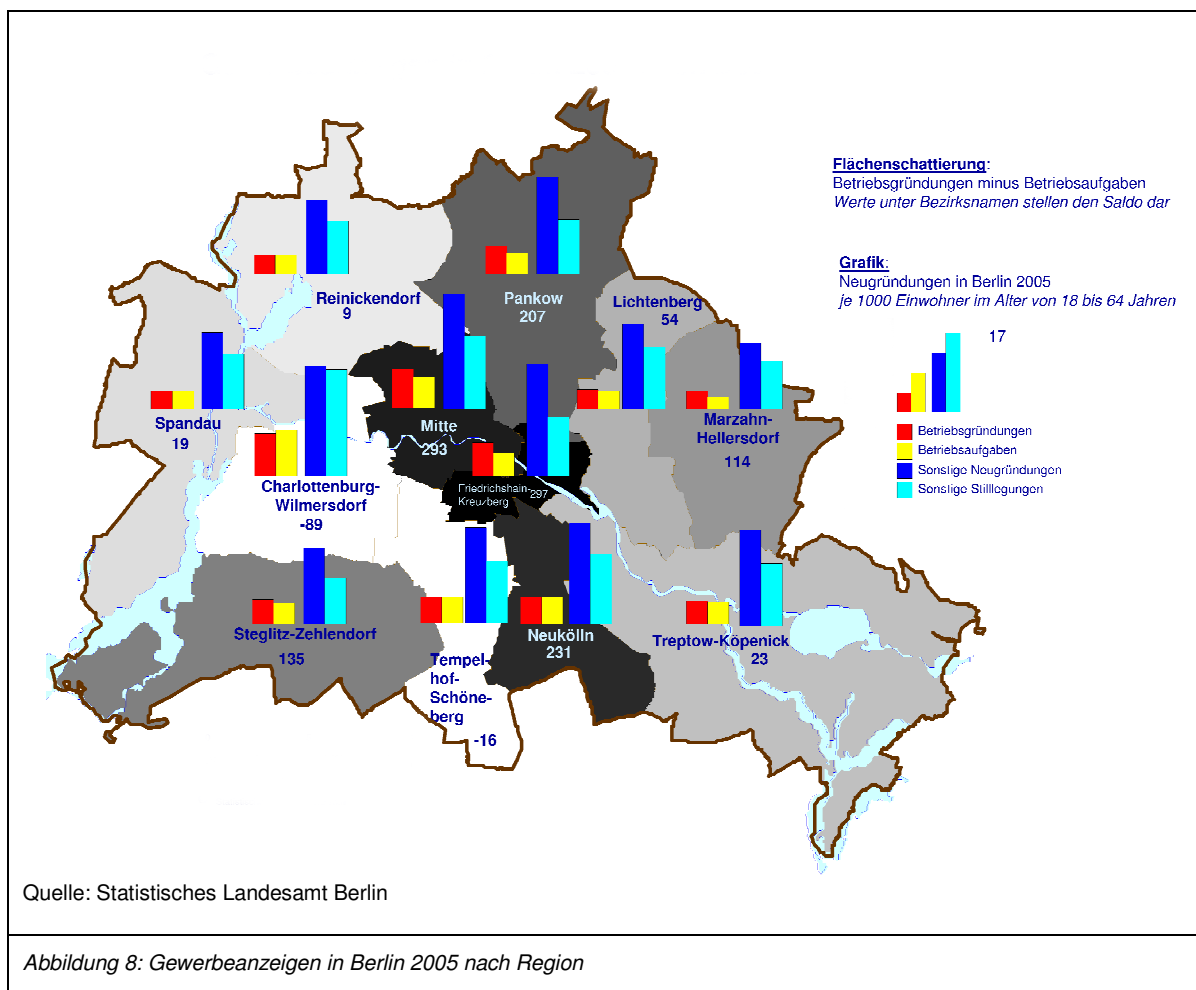 Flächenschattierung:
Betriebsgründungen minus Betriebsaufgaben
Werte unter Bezirksnamen stellen den Saldo dar
Grafik:
Neugründungen in Berlin 2005
je 1000 Einwohner im Alter von 18 bis 64 Jahren
17
Betriebsgründungen
Betriebsaufgaben
Sonstige Neugründungen
Sonstige Stilllegungen
Reinickendorf
9
Pankow
207
Lichtenberg
54
Spandau
19
Mitte
293
Marzahn-
Hellersdorf
114
Charlottenburg-
Wilmersdorf
-89
Friedrichshain-297
Kreuzberg
Steglitz-Zehlendorf
135
Tempel-
hof-
Schöne-
berg
-16
Neukölln
231
Treptow-Köpenick
23
Quelle: Statistisches Landesamt Berlin
Abbildung 8: Gewerbeanzeigen in Berlin 2005 nach Region